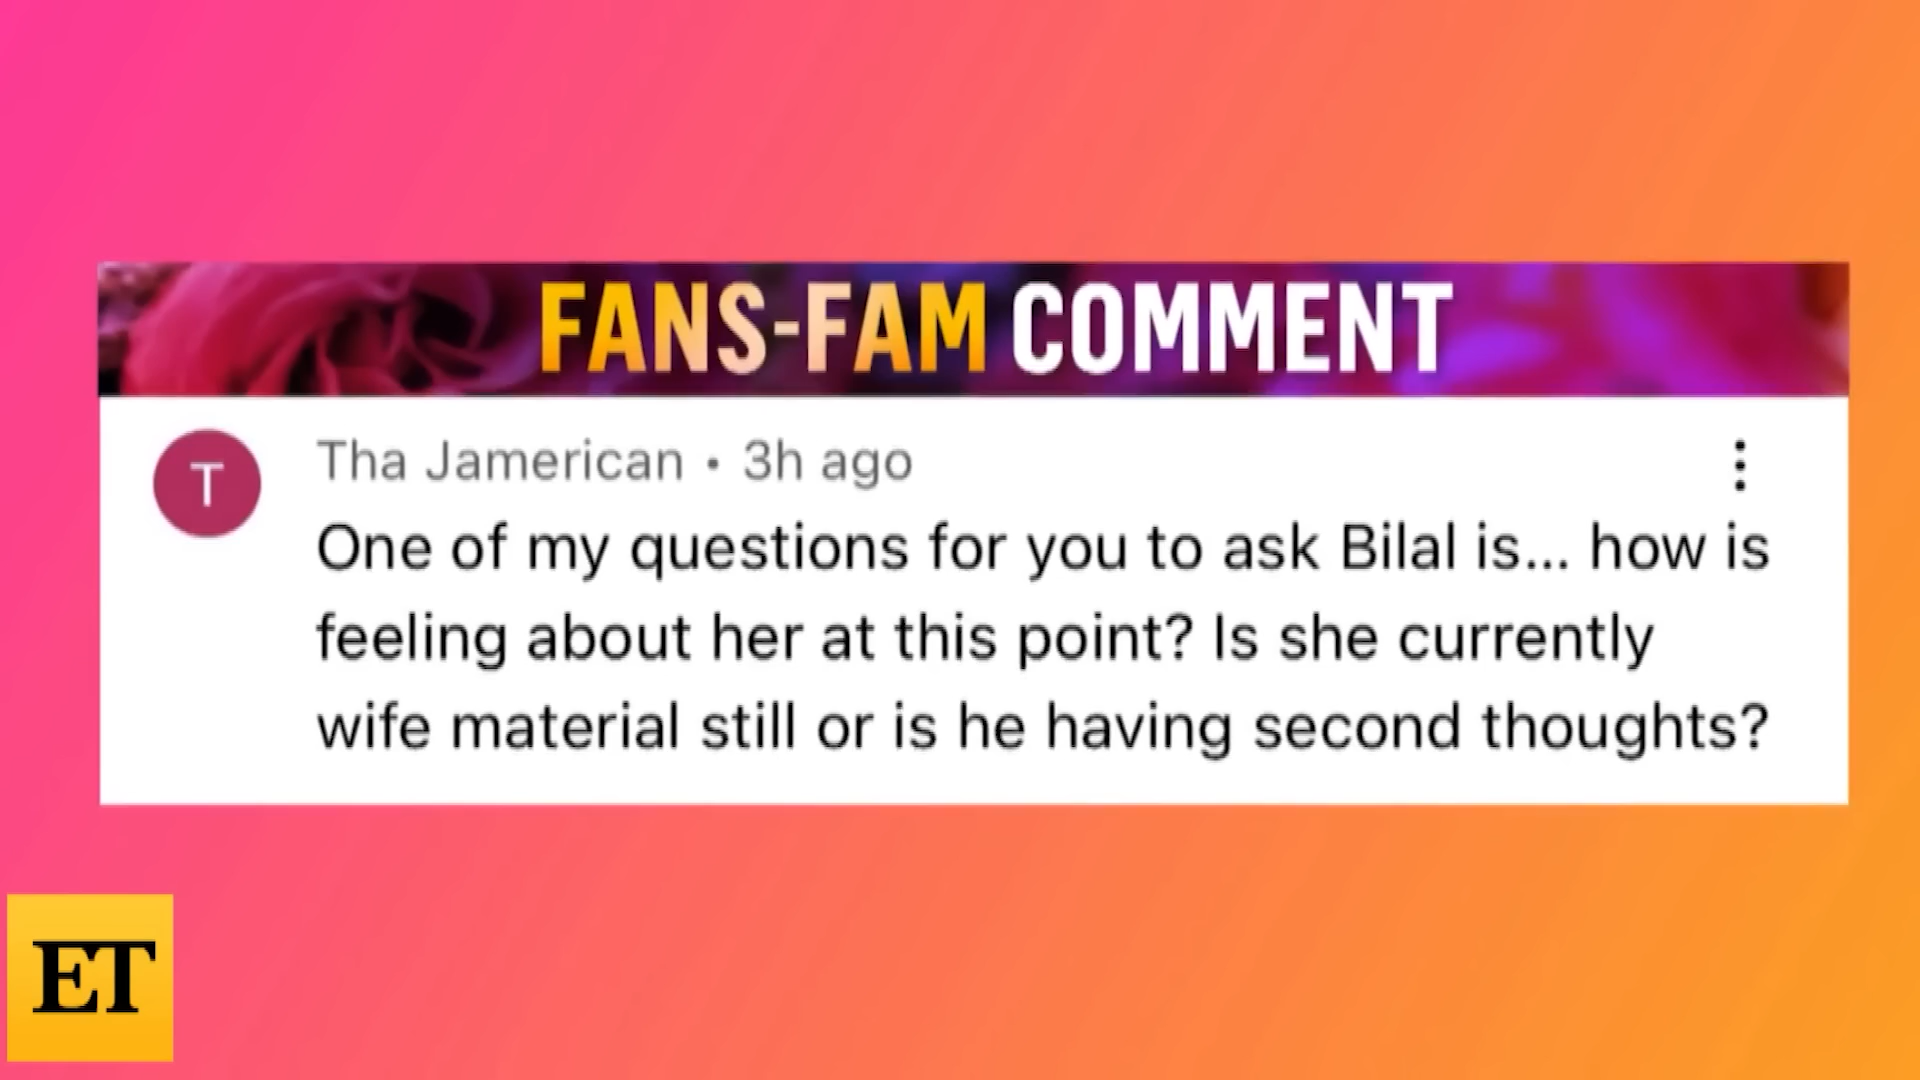 FANS-FAM COMMENT
T
Tha Jamerican • 3h ago
One of my questions for you to ask Bilal is... how is
feeling about her at this point? Is she currently
wife material still or is he having second thoughts?
ET